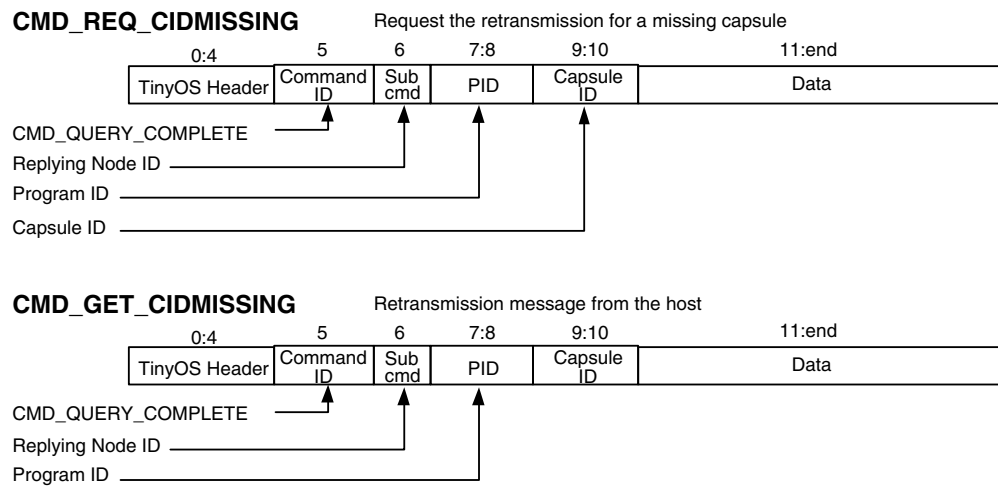 CMD_REQ_CIDMISSING Request the retransmission for a missing capsule
0:4 5 6 7:8 9:10 11:end
TinyOS Header Command ID Sub cmd PID Capsule ID Data
CMD_QUERY_COMPLETE
Replying Node ID
Program ID
Capsule ID
CMD_GET_CIDMISSING Retransmission message from the host
0:4 5 6 7:8 9:10 11:end
TinyOS Header Command ID Sub cmd PID Capsule ID Data
CMD_QUERY_COMPLETE
Replying Node ID
Program ID